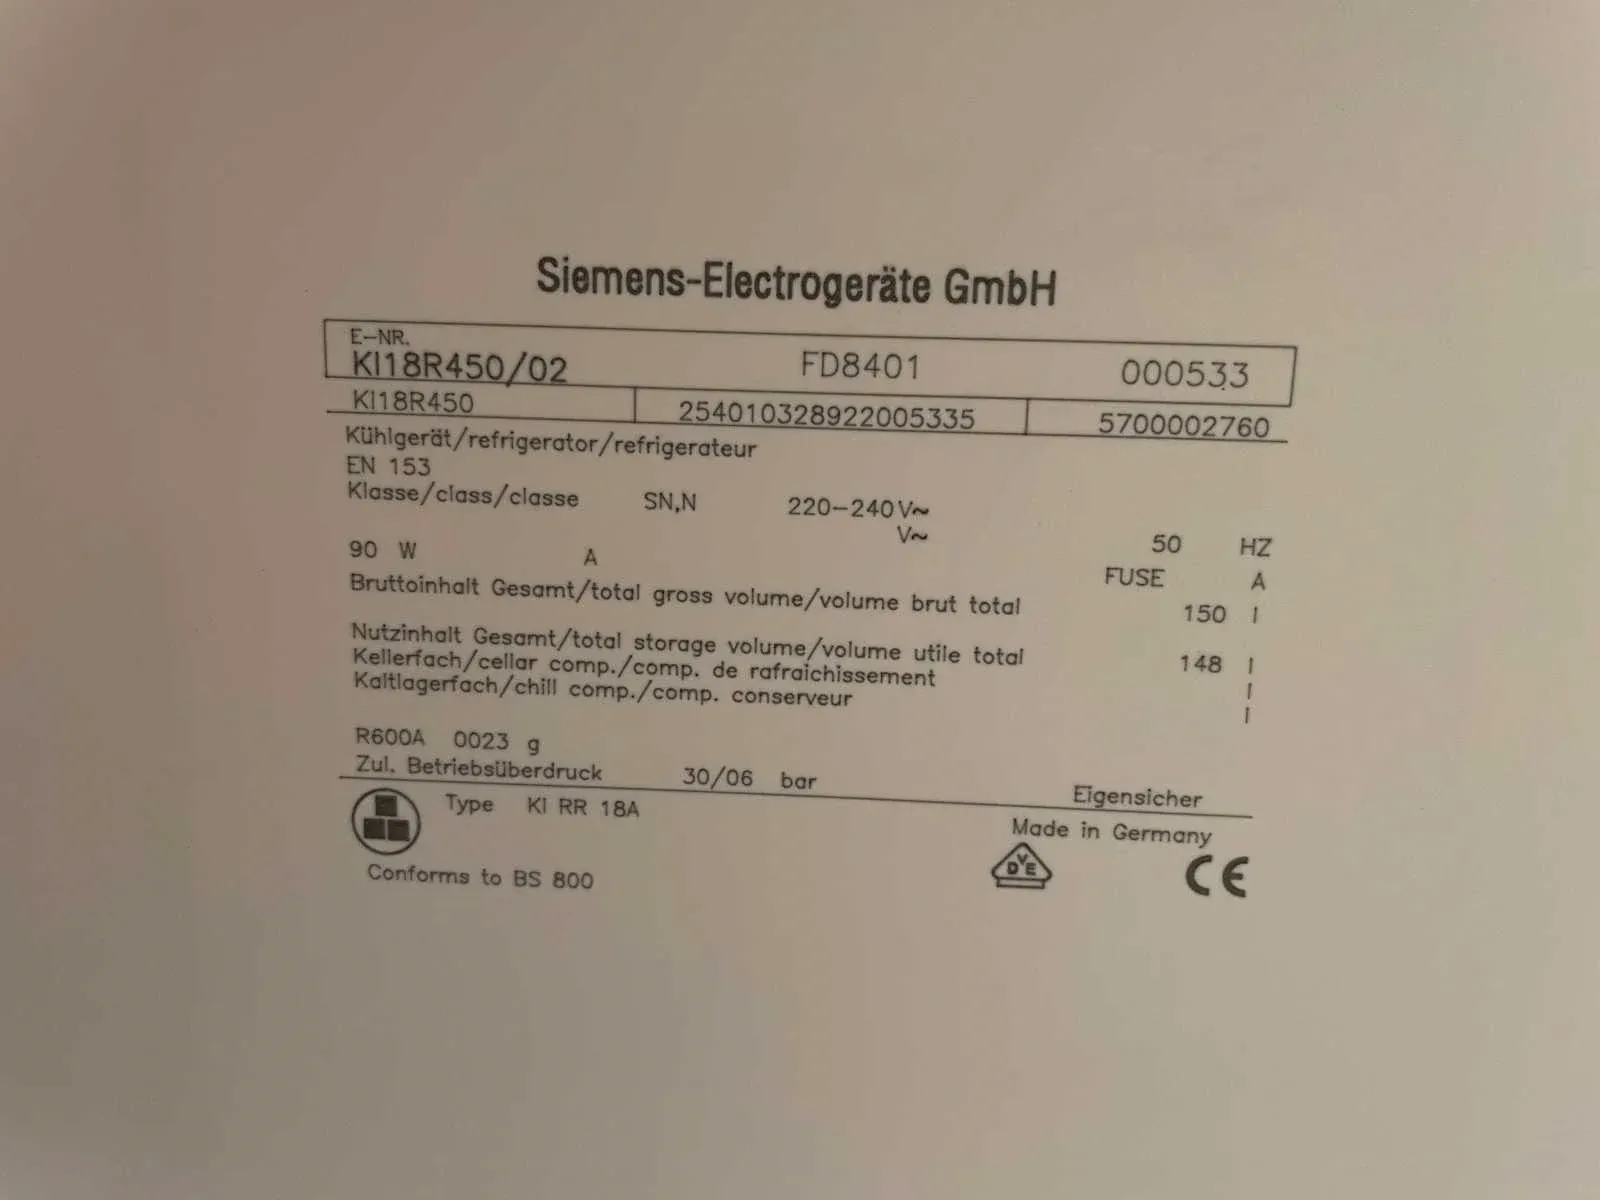 Siemens-Electrogeräte GmbH
E-NR.
KI18R450/02 FD8401 000533
KI18R450 254010328922005335 5700002760
Kühlgerät/refrigerator/refrigerateur
EN 153
Klasse/class/classe SN,N 220-240 V~
V~ 50 HZ
90 W A FUSE A
Bruttoinhalt Gesamt/total gross volume/volume brut total 150 l
Nutzinhalt Gesamt/total storage volume/volume utile total 148 l
Kellerfach/cellar comp./comp. de rafraichissement l
Kaltlagerfach/chill comp./comp. conserveur l
R600A 0023 g
Zul. Betriebsüberdruck 30/06 bar Eigensicher
Type KI RR 18A Made in Germany
DVE CE
Conforms to BS 800